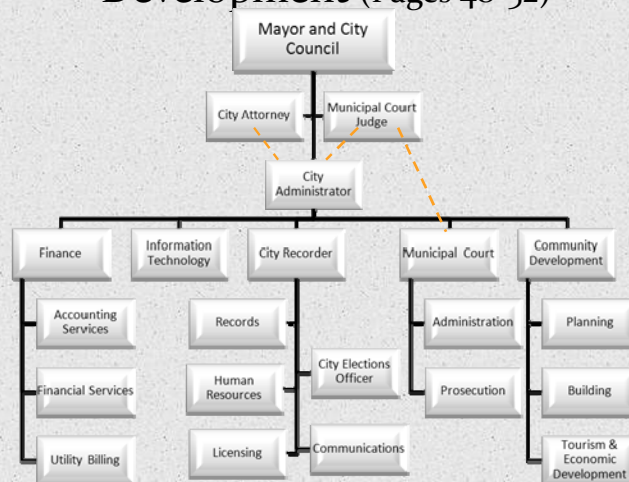 Development (Pages 48-52)
Mayor and City
Council
City Attorney
Municipal Court
Judge
City
Administrator
Finance
Information
Technology
City Recorder
Municipal Court
Community
Development
Accounting
Services
Records
Administration
Planning
Financial Services
Human
Resources
City Elections
Officer
Prosecution
Building
Utility Billing
Licensing
Communications
Tourism &
Economic
Development